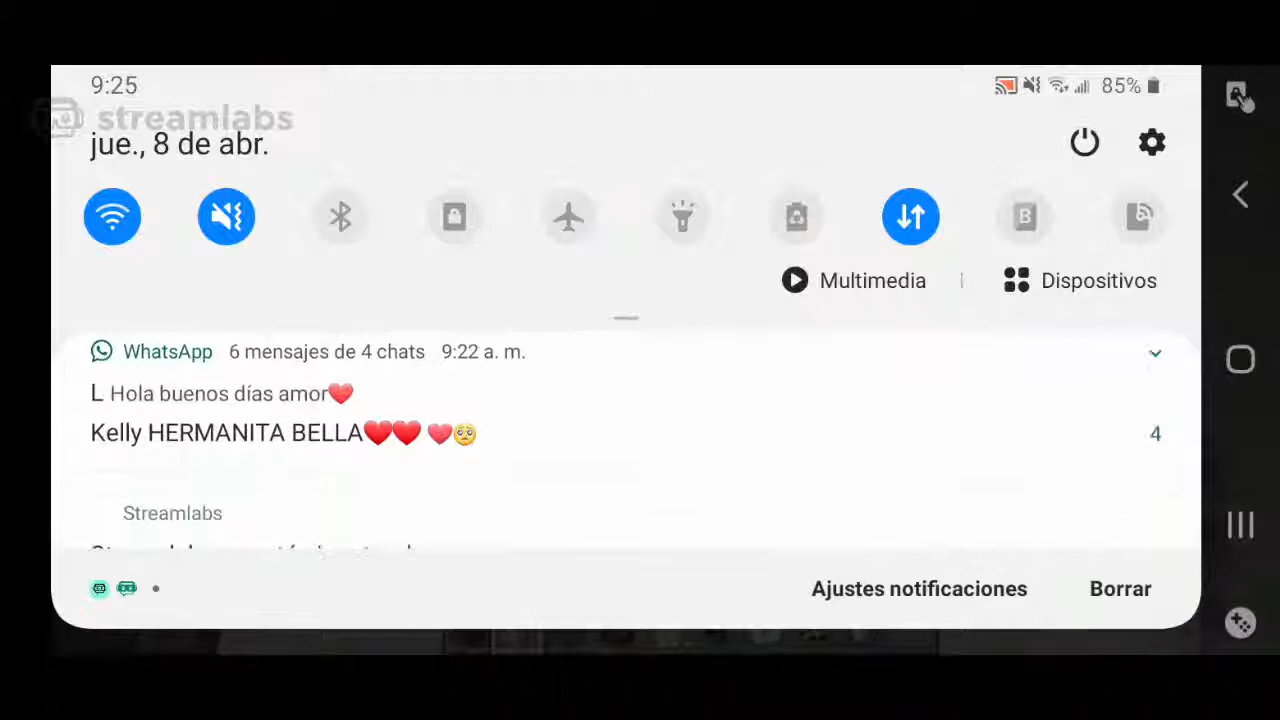 9:25
85%
streamlabs
jue., 8 de abr.
B
Multimedia | Dispositivos
WhatsApp 6 mensajes de 4 chats 9:22 a. m.
L Hola buenos días amor❤️
Kelly HERMANITA BELLA❤️❤️ ❤️🥺 4
Streamlabs
Ajustes notificaciones Borrar